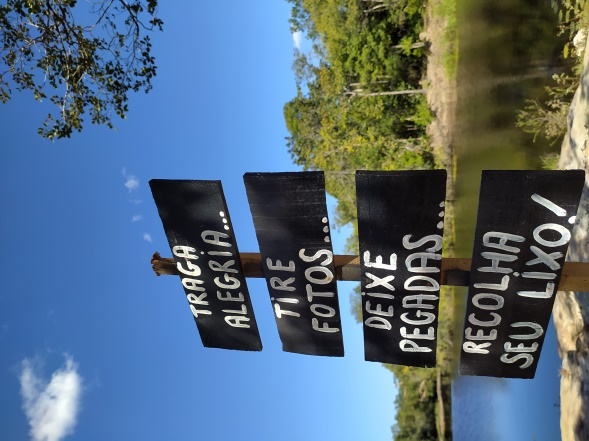 TRAGA
ALEGRIA...
TIRE
FOTOS...
DEIXE
PEGADAS...
RECOLHA
SEU LIXO!